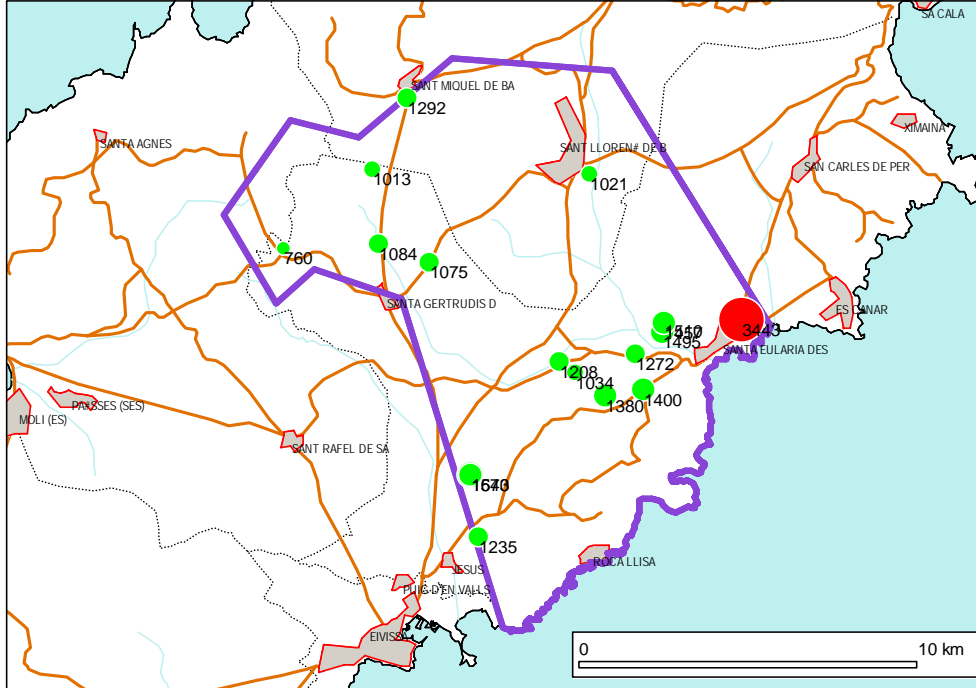 SA CALA
SANT MIQUEL DE BA
1292
XIMAINA
SANTA AGNES
SANT LLOREN# DE B
SAN CARLES DE PER
1013
1021
760
1084
1075
SANTA GERTRUDIS D
ES CANAR
3443
1495
SANTA EULARIA DES
1272
1208
1034
1380
1400
PA#SSES (SES)
MOLI (ES)
SANT RAFEL DE SA
1235
JESUS
ROCA LLISA
PUIG D'EN VALLS
EIVISSA
0
10 km